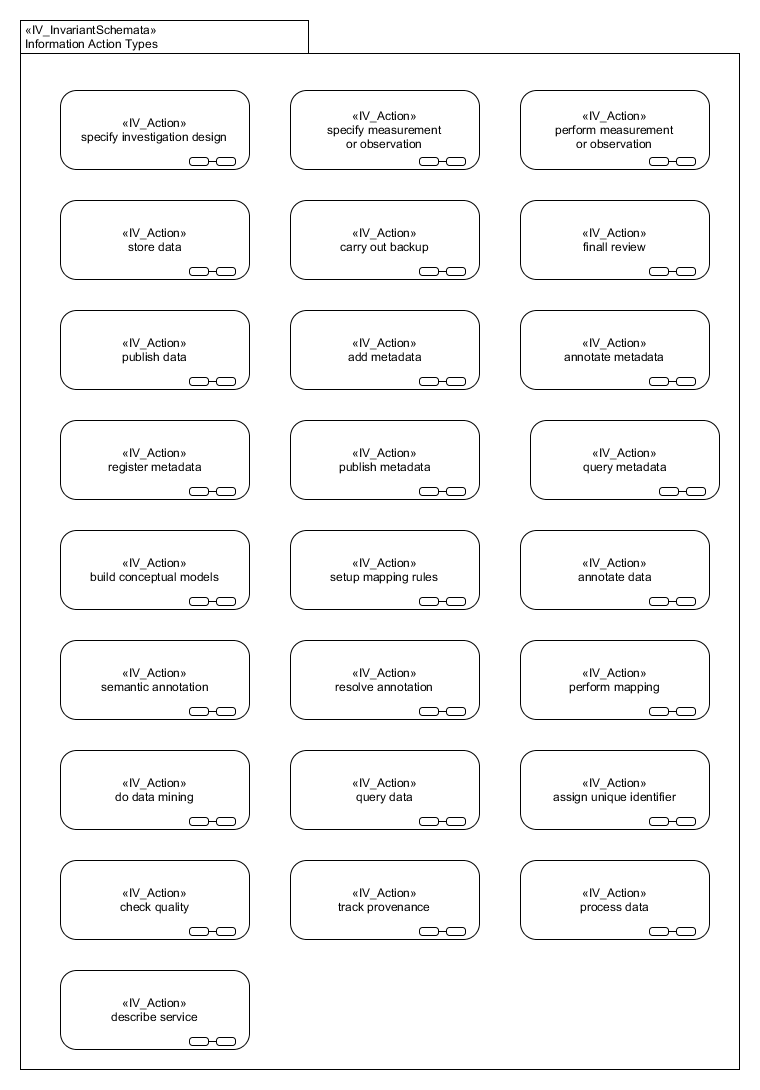 «IV_InvariantSchemata»
Information Action Types
«IV_Action»
specify investigation design
«IV_Action»
specify measurement
or observation
«IV_Action»
perform measurement
or observation
«IV_Action»
store data
«IV_Action»
carry out backup
«IV_Action»
finall review
«IV_Action»
publish data
«IV_Action»
add metadata
«IV_Action»
annotate metadata
«IV_Action»
register metadata
«IV_Action»
publish metadata
«IV_Action»
query metadata
«IV_Action»
build conceptual models
«IV_Action»
setup mapping rules
«IV_Action»
annotate data
«IV_Action»
semantic annotation
«IV_Action»
resolve annotation
«IV_Action»
perform mapping
«IV_Action»
do data mining
«IV_Action»
query data
«IV_Action»
assign unique identifier
«IV_Action»
check quality
«IV_Action»
track provenance
«IV_Action»
process data
«IV_Action»
describe service